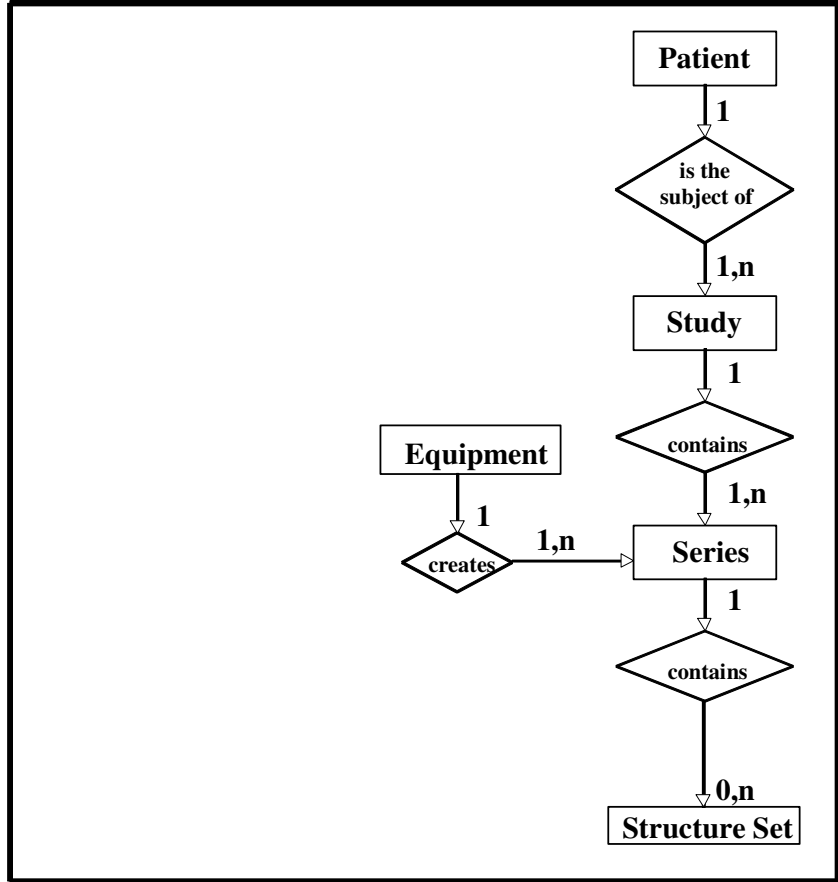 Patient
1
is the
subject of
1,n
Study
1
contains
Equipment
1,n
1
creates
1,n
Series
1
contains
0,n
Structure Set